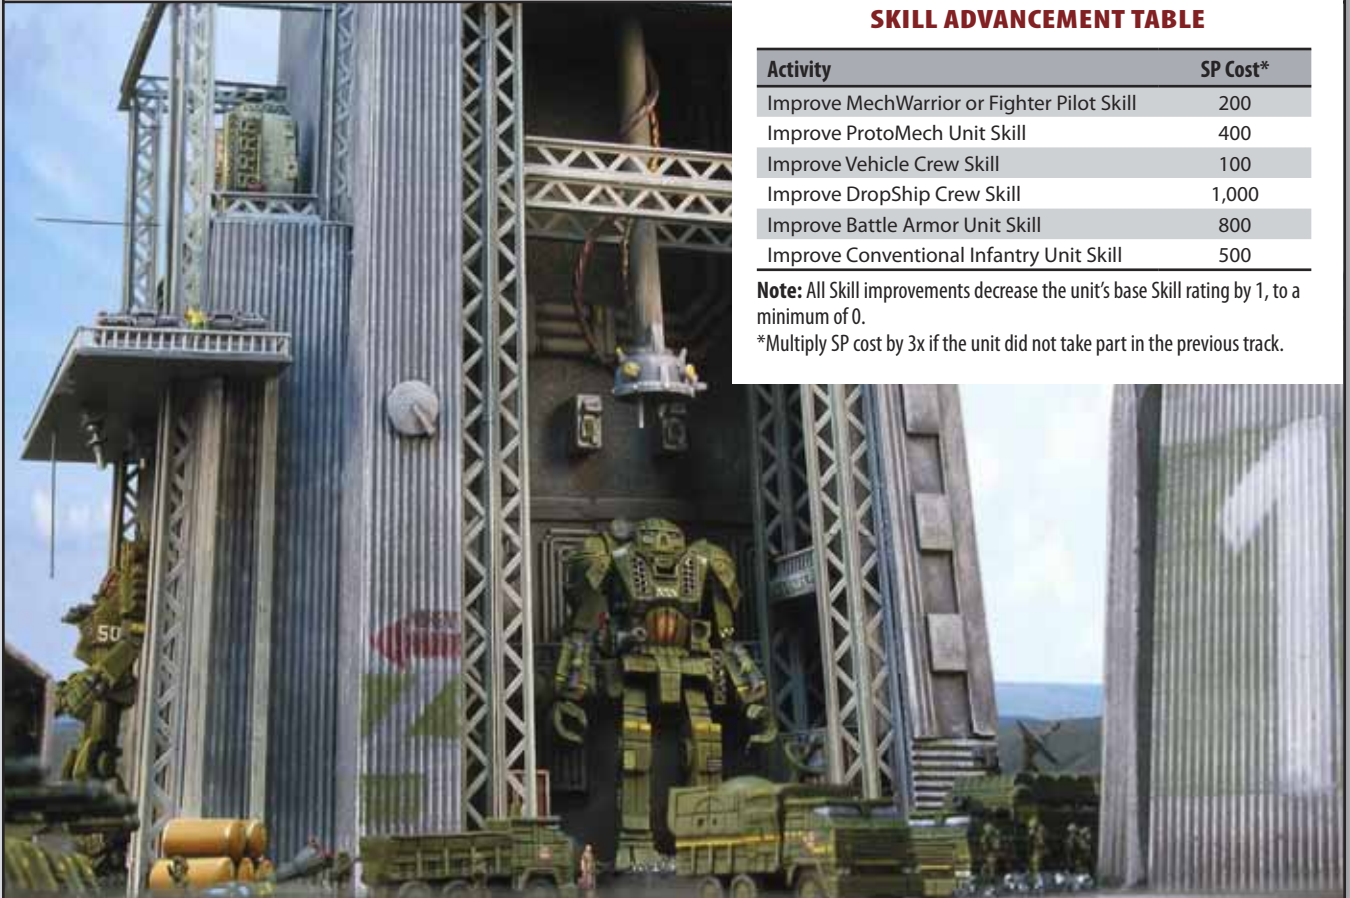 SKILL ADVANCEMENT TABLE
Activity SP Cost*
Improve MechWarrior or Fighter Pilot Skill 200
Improve ProtoMech Unit Skill 400
Improve Vehicle Crew Skill 100
Improve DropShip Crew Skill 1,000
Improve Battle Armor Unit Skill 800
Improve Conventional Infantry Unit Skill 500
Note: All Skill improvements decrease the unit's base Skill rating by 1, to a
minimum of 0.
*Multiply SP cost by 3x if the unit did not take part in the previous track.
50
1